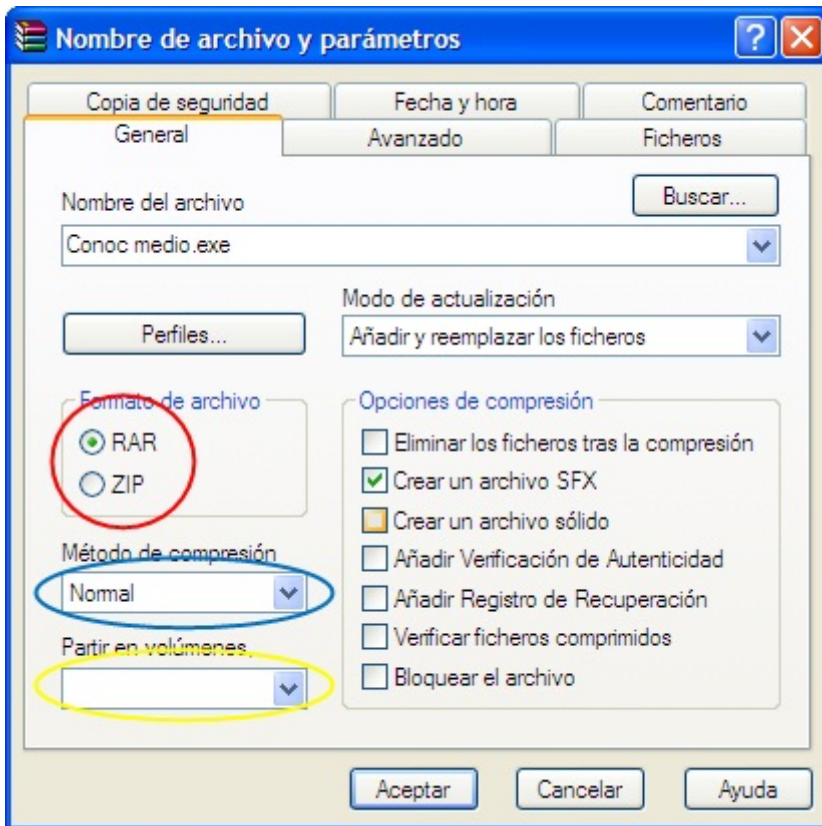 Nombre de archivo y parámetros
Copia de seguridad
Fecha y hora
Comentario
General
Avanzado
Ficheros
Nombre del archivo
Buscar...
Conoc medio.exe
Modo de actualización
Perfiles...
Añadir y reemplazar los ficheros
Formato de archivo
RAR
ZIP
Opciones de compresión
Eliminar los ficheros tras la compresión
Crear un archivo SFX
Crear un archivo sólido
Añadir Verificación de Autenticidad
Añadir Registro de Recuperación
Verificar ficheros comprimidos
Bloquear el archivo
Método de compresión
Normal
Partir en volúmenes,
Aceptar
Cancelar
Ayuda